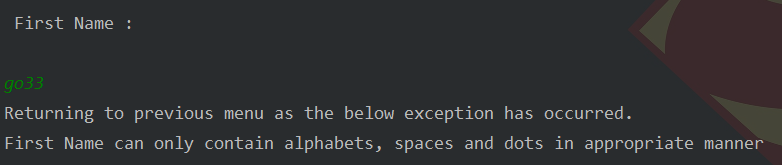 First Name :
go33
Returning to previous menu as the below exception has occurred.
First Name can only contain alphabets, spaces and dots in appropriate manner